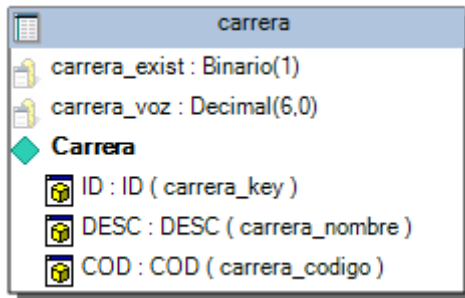 carrera
carrera_exist : Binario(1)
carrera_voz : Decimal(6,0)
Carrera
ID : ID ( carrera_key )
DESC : DESC ( carrera_nombre )
COD : COD ( carrera_codigo )